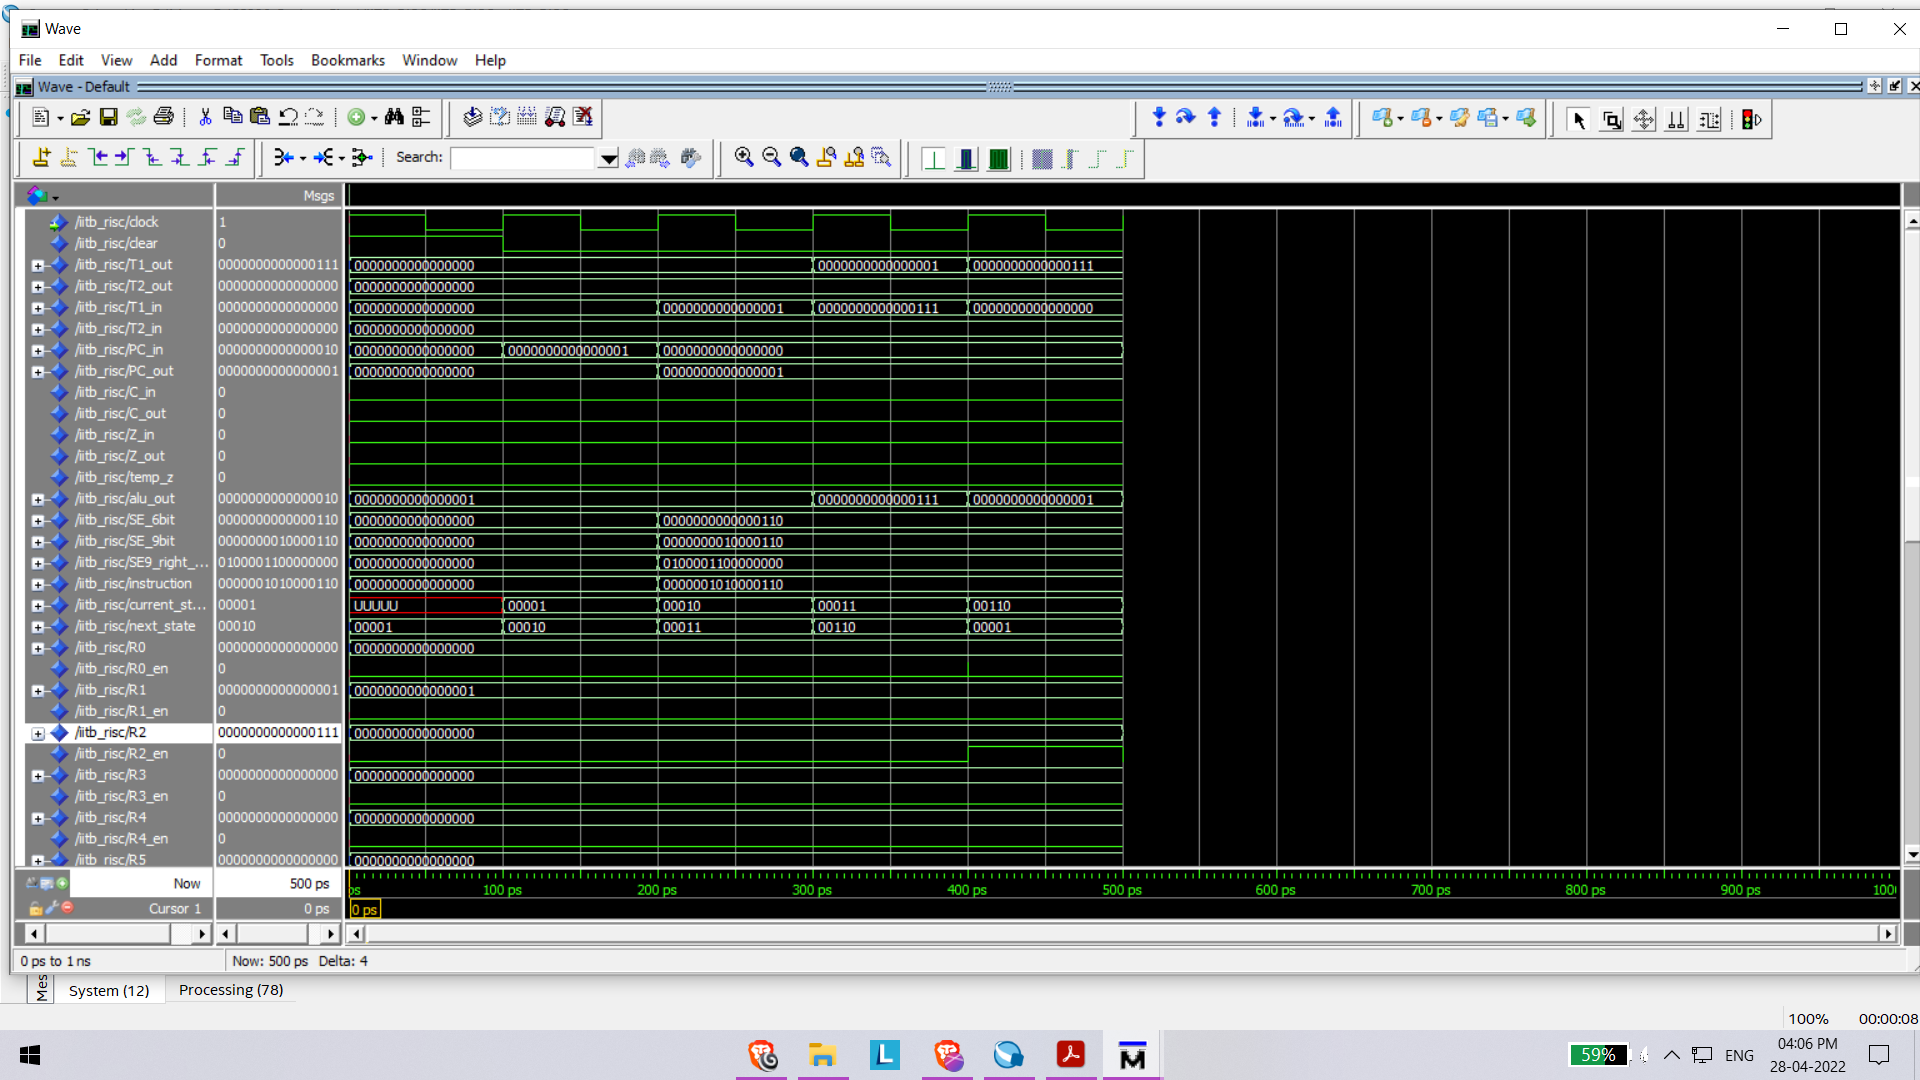 Wave
File Edit View Add Format Tools Bookmarks Window Help
Wave - Default
Search:
Msgs
/iitb_risc/clock 1
/iitb_risc/clear 0
/iitb_risc/T1_out 0000000000000111 0000000000000000 0000000000000001 0000000000000111
/iitb_risc/T2_out 0000000000000000 0000000000000000
/iitb_risc/T1_in 0000000000000000 0000000000000000 0000000000000001 0000000000000111 0000000000000000
/iitb_risc/T2_in 0000000000000000 0000000000000000
/iitb_risc/PC_in 0000000000000010 0000000000000000 0000000000000001 0000000000000000
/iitb_risc/PC_out 0000000000000001 0000000000000000 0000000000000001
/iitb_risc/C_in 0
/iitb_risc/C_out 0
/iitb_risc/Z_in 0
/iitb_risc/Z_out 0
/iitb_risc/temp_z 0
/iitb_risc/alu_out 0000000000000010 0000000000000001 0000000000000111 0000000000000001
/iitb_risc/SE_6bit 0000000000000110 0000000000000000 0000000000000110
/iitb_risc/SE_9bit 0000000010000110 0000000000000000 0000000010000110
/iitb_risc/SE9_right_... 0100001100000000 0000000000000000 0100001100000000
/iitb_risc/instruction 0000001010000110 0000000000000000 0000001010000110
/iitb_risc/current_st... 00001 UUUUU 00001 00010 00011 00110
/iitb_risc/next_state 00010 00001 00010 00011 00110 00001
/iitb_risc/R0 0000000000000000 0000000000000000
/iitb_risc/R0_en 0
/iitb_risc/R1 0000000000000001 0000000000000001
/iitb_risc/R1_en 0
/iitb_risc/R2 0000000000000111 0000000000000000
/iitb_risc/R2_en 0
/iitb_risc/R3 0000000000000000 0000000000000000
/iitb_risc/R3_en 0
/iitb_risc/R4 0000000000000000 0000000000000000
/iitb_risc/R4_en 0
/iitb_risc/R5 0000000000000000 0000000000000000
Now 500 ps ps 100 ps 200 ps 300 ps 400 ps 500 ps 600 ps 700 ps 800 ps 900 ps 1000
Cursor 1 0 ps 0 ps
0 ps to 1 ns Now: 500 ps Delta: 4
Mes System (12) Processing (78)
100% 00:00:08
59% ENG 04:06 PM
28-04-2022